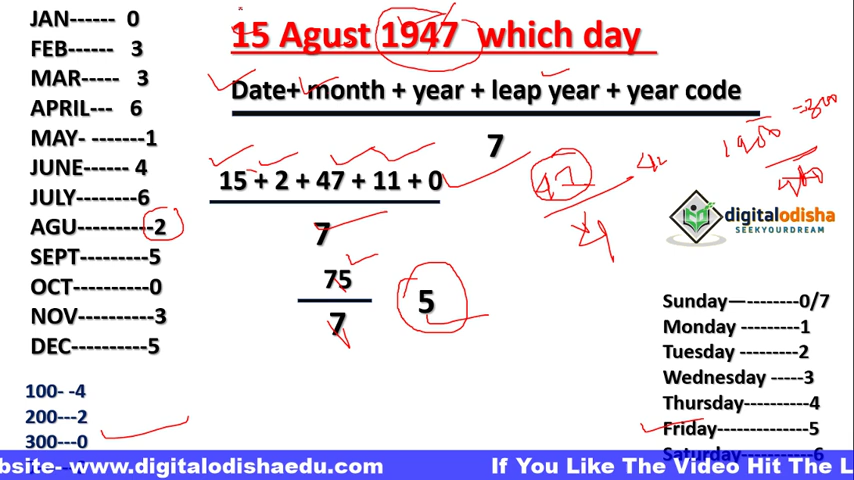 JAN------ 0
FEB------ 3
MAR----- 3
APRIL--- 6
MAY- --------1
JUNE------ 4
JULY--------6
AGU----------2
SEPT--------5
OCT----------0
NOV----------3
DEC----------5
100- -4
200---2
300---0
15 Agust 1947 which day
Date+ month + year + leap year + year code
7
15 + 2 + 47 + 11 + 0
7
75
7
5
47
4
digitalodisha
SEEKYOURDREAM
Sunday—--------0/7
Monday ---------1
Tuesday ---------2
Wednesday -----3
Thursday---------4
Friday------------5
Saturday-----------6
bsite- www.digitalodishaedu.com If You Like The Video Hit The L